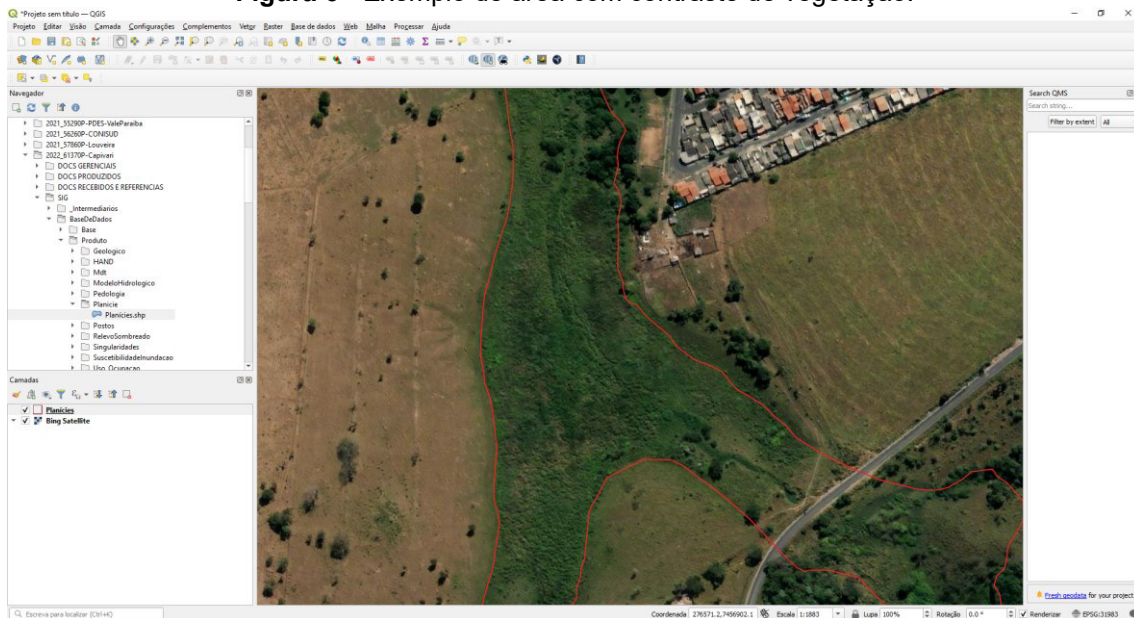 Figura 6 - Exemplo de área com contraste de vegetação.
*Projeto sem título — QGIS
Projeto Editar Visão Camada Configurações Complementos Vetor Raster Base de dados Web Malha Processar Ajuda
Navegador
2021_55290P-PDES-ValeParaiba
2021_56260P-CONISUD
2021_57860P-Louveira
2022_61370P-Capivari
DOCS GERENCIAIS
DOCS PRODUZIDOS
DOCS RECEBIDOS E REFERENCIAS
SIG
_Intermediarios
BaseDeDados
Base
Produto
Geologico
HAND
Mdt
ModeloHidrologico
Pedologia
Planicie
Planícies.shp
Postos
RelevoSombreado
Singularidades
SuscetibilidadeInundacao
Uso_Ocupacao
Camadas
Planícies
Bing Satellite
Search QMS
Search string...
Filter by extent All
Fresh geodata for your project
Escreva para localizar (Ctrl+K)
Coordenada 276571.2,7456902.1 Escala 1:1883 Lupa 100% Rotação 0.0 ° Renderizar EPSG:31983